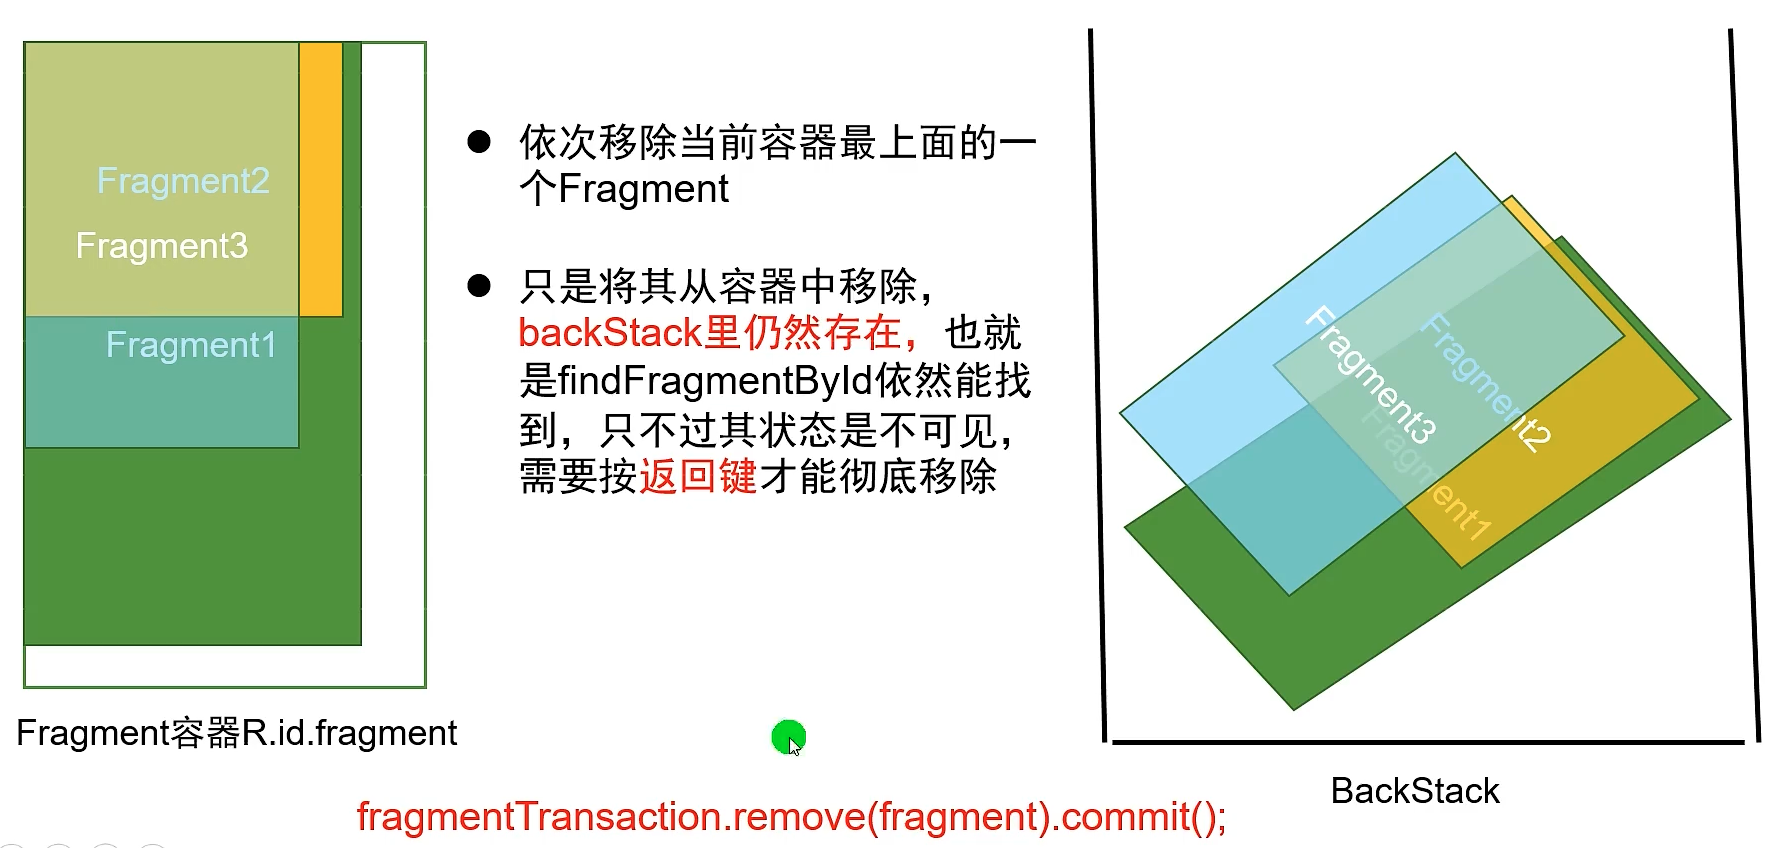 Fragment2
Fragment3
Fragment1
Fragment容器R.id.fragment
依次移除当前容器最上面的一
个Fragment
只是将其从容器中移除，
backStack里仍然存在，也就
是findFragmentById依然能找
到，只不过其状态是不可见，
需要按返回键才能彻底移除
Fragment3
Fragment2
Fragment1
BackStack
fragmentTransaction.remove(fragment).commit();